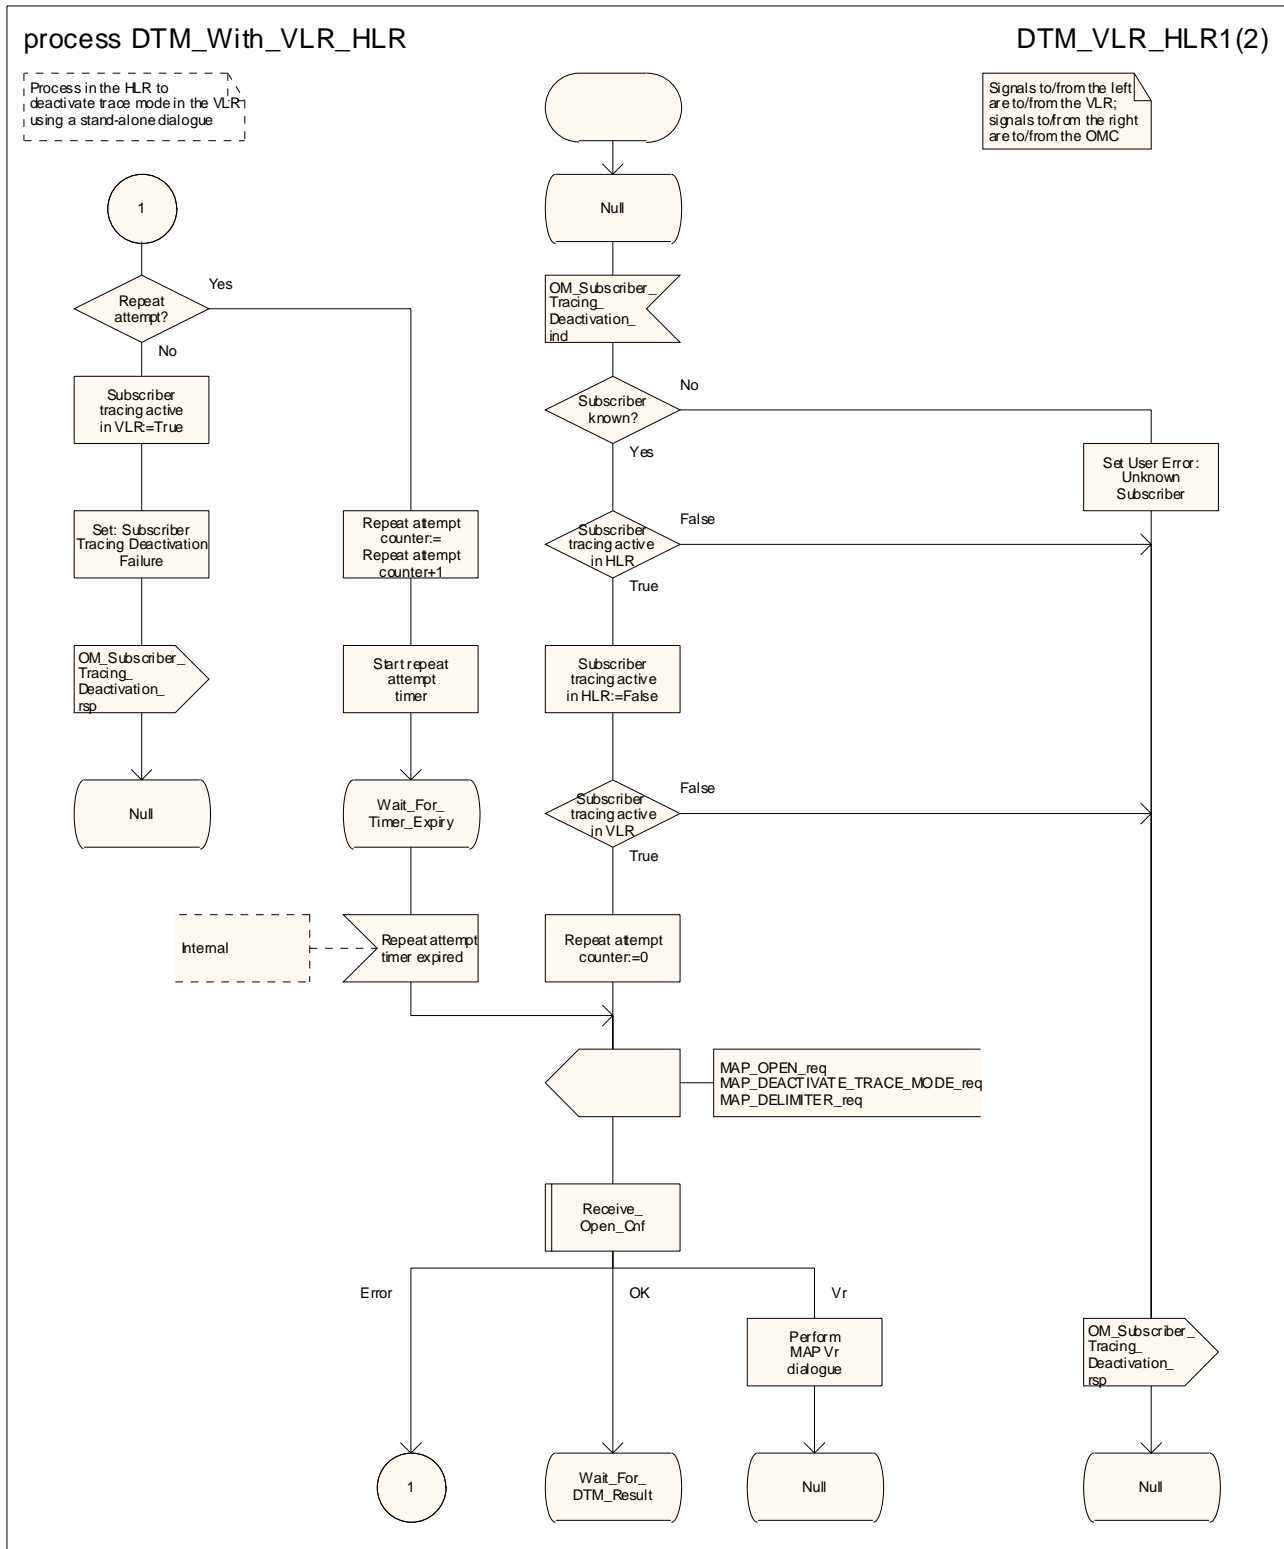 process DTM_With_VLR_HLR
DTM_VLR_HLR1(2)
Process in the HLR to
deactivate trace mode in the VLR
using a stand-alone dialogue
Signals to/from the left
are to/from the VLR;
signals to/from the right
are to/from the OMC
1
Null
Repeat
attempt?
Yes
No
OM_Subscriber_
Tracing_
Deactivation_
ind
Subscriber
tracing active
in VLR:=True
Subscriber
known?
No
Yes
Set User Error:
Unknown
Subscriber
Set: Subscriber
Tracing Deactivation
Failure
Repeat attempt
counter:=
Repeat attempt
counter+1
Subscriber
tracing active
in HLR
False
True
OM_Subscriber_
Tracing_
Deactivation_
rsp
Start repeat
attempt
timer
Subscriber
tracing active
in HLR:=False
Null
Wait_For_
Timer_Expiry
Subscriber
tracing active
in VLR
False
True
Internal
Repeat attempt
timer expired
Repeat attempt
counter:=0
MAP_OPEN_req
MAP_DEACTIVATE_TRACE_MODE_req
MAP_DELIMITER_req
Receive_
Open_Cnf
Error
OK
Vr
Perform
MAP Vr
dialogue
OM_Subscriber_
Tracing_
Deactivation_
rsp
1
Wait_For_
DTM_Result
Null
Null